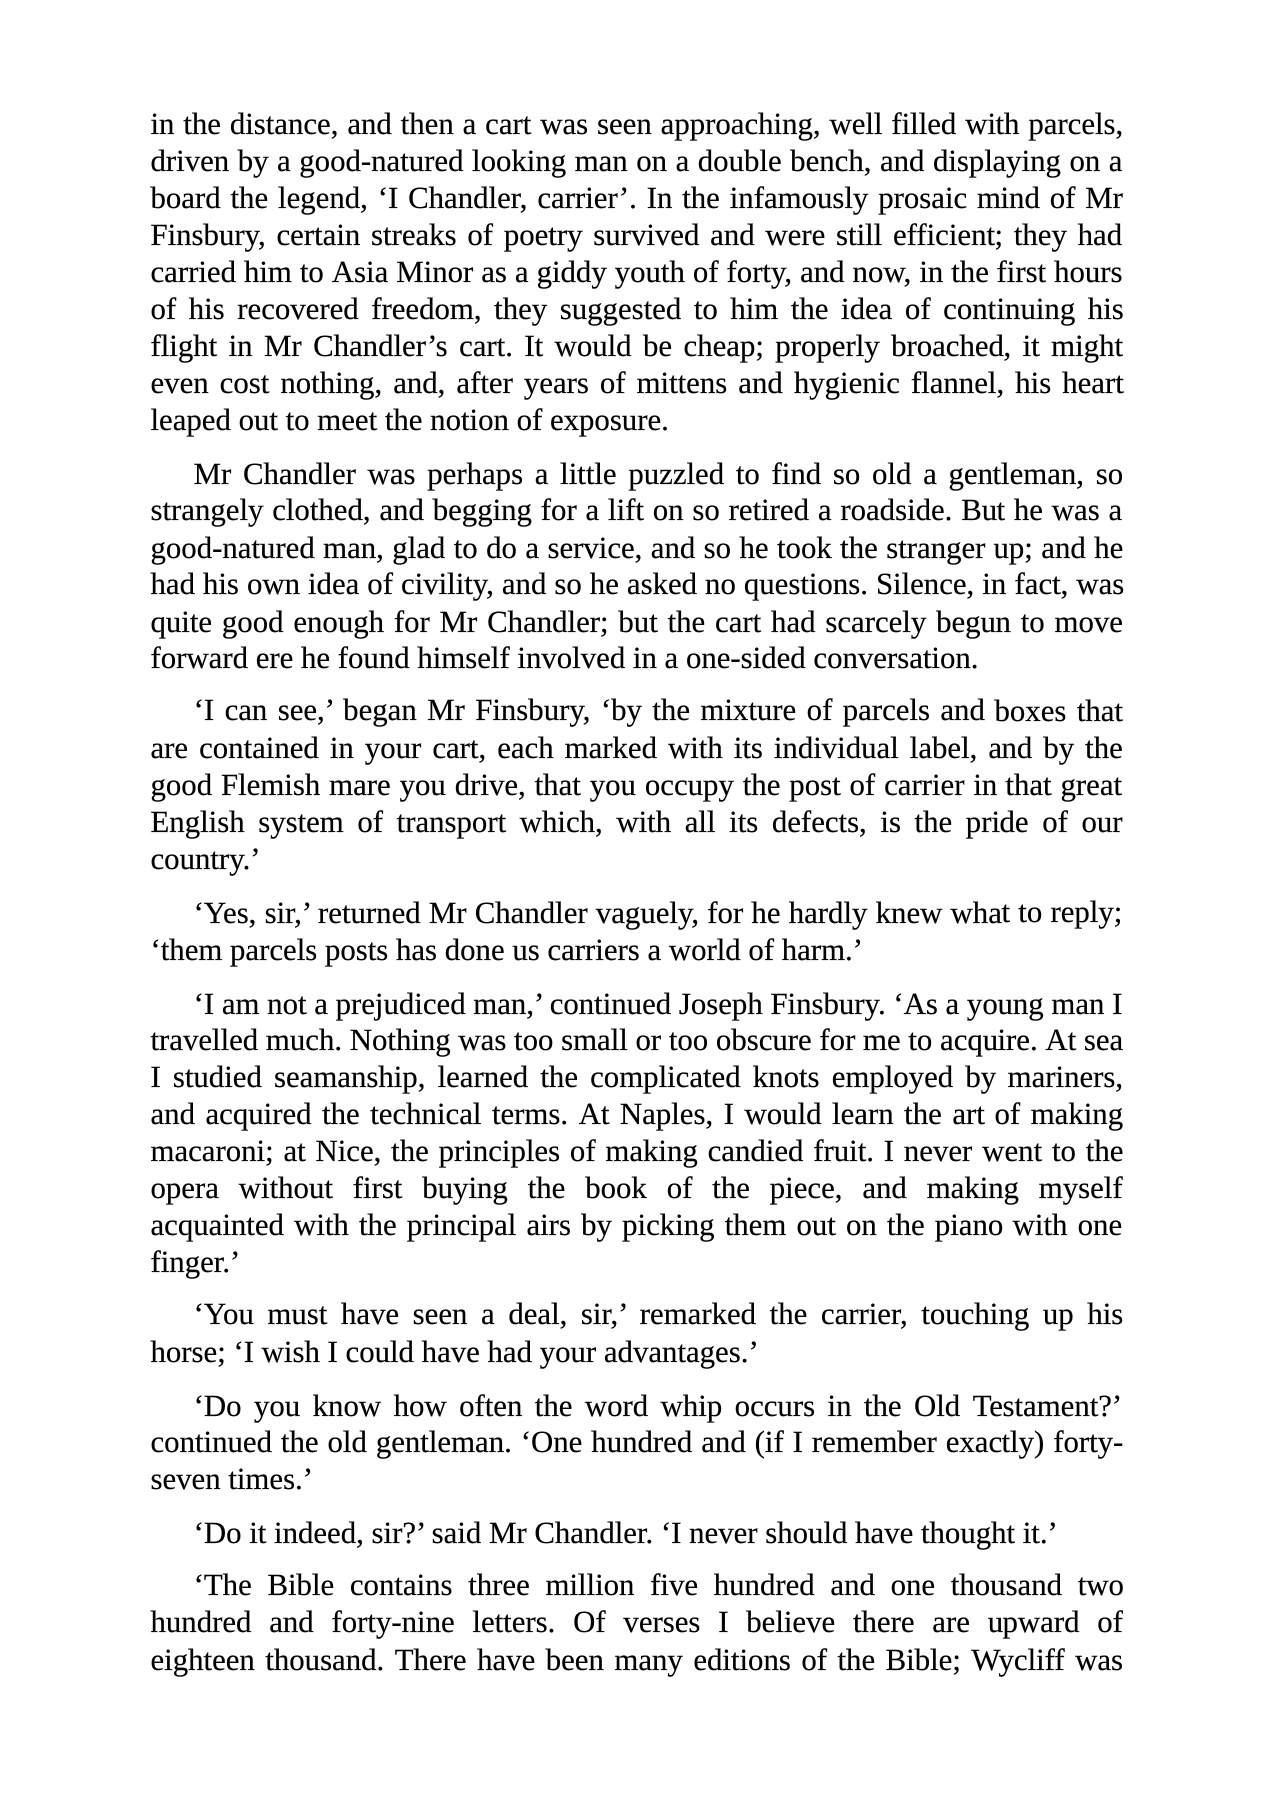 in the distance, and then a cart was seen approaching, well filled with parcels,
driven by a good-natured looking man on a double bench, and displaying on a
board the legend, ‘I Chandler, carrier’. In the infamously prosaic mind of Mr
Finsbury, certain streaks of poetry survived and were still efficient; they had
carried him to Asia Minor as a giddy youth of forty, and now, in the first hours
of his recovered freedom, they suggested to him the idea of continuing his
flight in Mr Chandler’s cart. It would be cheap; properly broached, it might
even cost nothing, and, after years of mittens and hygienic flannel, his heart
leaped out to meet the notion of exposure.
Mr Chandler was perhaps a little puzzled to find so old a gentleman, so
strangely clothed, and begging for a lift on so retired a roadside. But he was a
good-natured man, glad to do a service, and so he took the stranger up; and he
had his own idea of civility, and so he asked no questions. Silence, in fact, was
quite good enough for Mr Chandler; but the cart had scarcely begun to move
forward ere he found himself involved in a one-sided conversation.
‘I can see,’ began Mr Finsbury, ‘by the mixture of parcels and boxes that
are contained in your cart, each marked with its individual label, and by the
good Flemish mare you drive, that you occupy the post of carrier in that great
English system of transport which, with all its defects, is the pride of our
country.’
‘Yes, sir,’ returned Mr Chandler vaguely, for he hardly knew what to reply;
‘them parcels posts has done us carriers a world of harm.’
‘I am not a prejudiced man,’ continued Joseph Finsbury. ‘As a young man I
travelled much. Nothing was too small or too obscure for me to acquire. At sea
I studied seamanship, learned the complicated knots employed by mariners,
and acquired the technical terms. At Naples, I would learn the art of making
macaroni; at Nice, the principles of making candied fruit. I never went to the
opera without first buying the book of the piece, and making myself
acquainted with the principal airs by picking them out on the piano with one
finger.’
‘You must have seen a deal, sir,’ remarked the carrier, touching up his
horse; ‘I wish I could have had your advantages.’
‘Do you know how often the word whip occurs in the Old Testament?’
continued the old gentleman. ‘One hundred and (if I remember exactly) forty-
seven times.’
‘Do it indeed, sir?’ said Mr Chandler. ‘I never should have thought it.’
‘The Bible contains three million five hundred and one thousand two
hundred and forty-nine letters. Of verses I believe there are upward of
eighteen thousand. There have been many editions of the Bible; Wycliff was